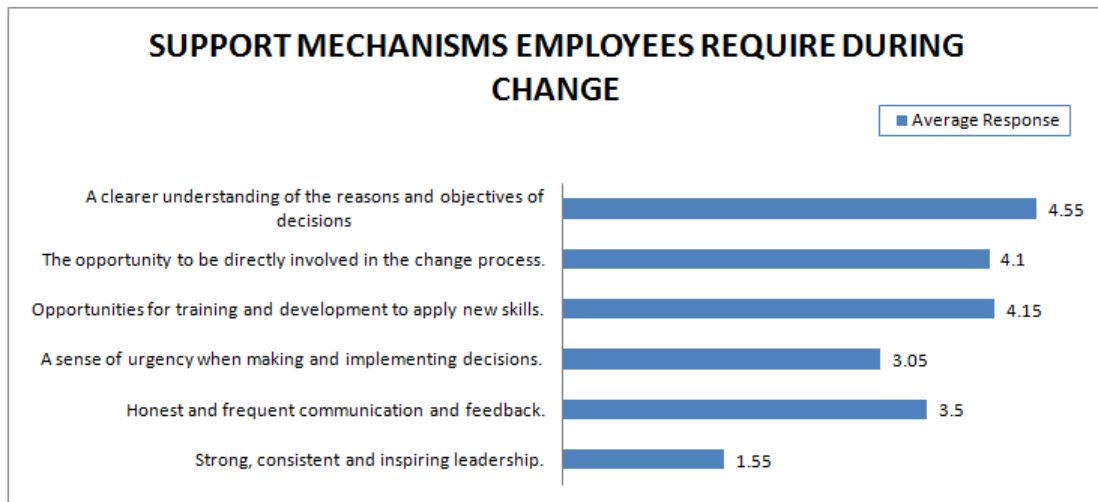 SUPPORT MECHANISMS EMPLOYEES REQUIRE DURING
CHANGE
Average Response
A clearer understanding of the reasons and objectives of
decisions
4.55
The opportunity to be directly involved in the change process.
4.1
Opportunities for training and development to apply new skills.
4.15
A sense of urgency when making and implementing decisions.
3.05
Honest and frequent communication and feedback.
3.5
Strong, consistent and inspiring leadership.
1.55